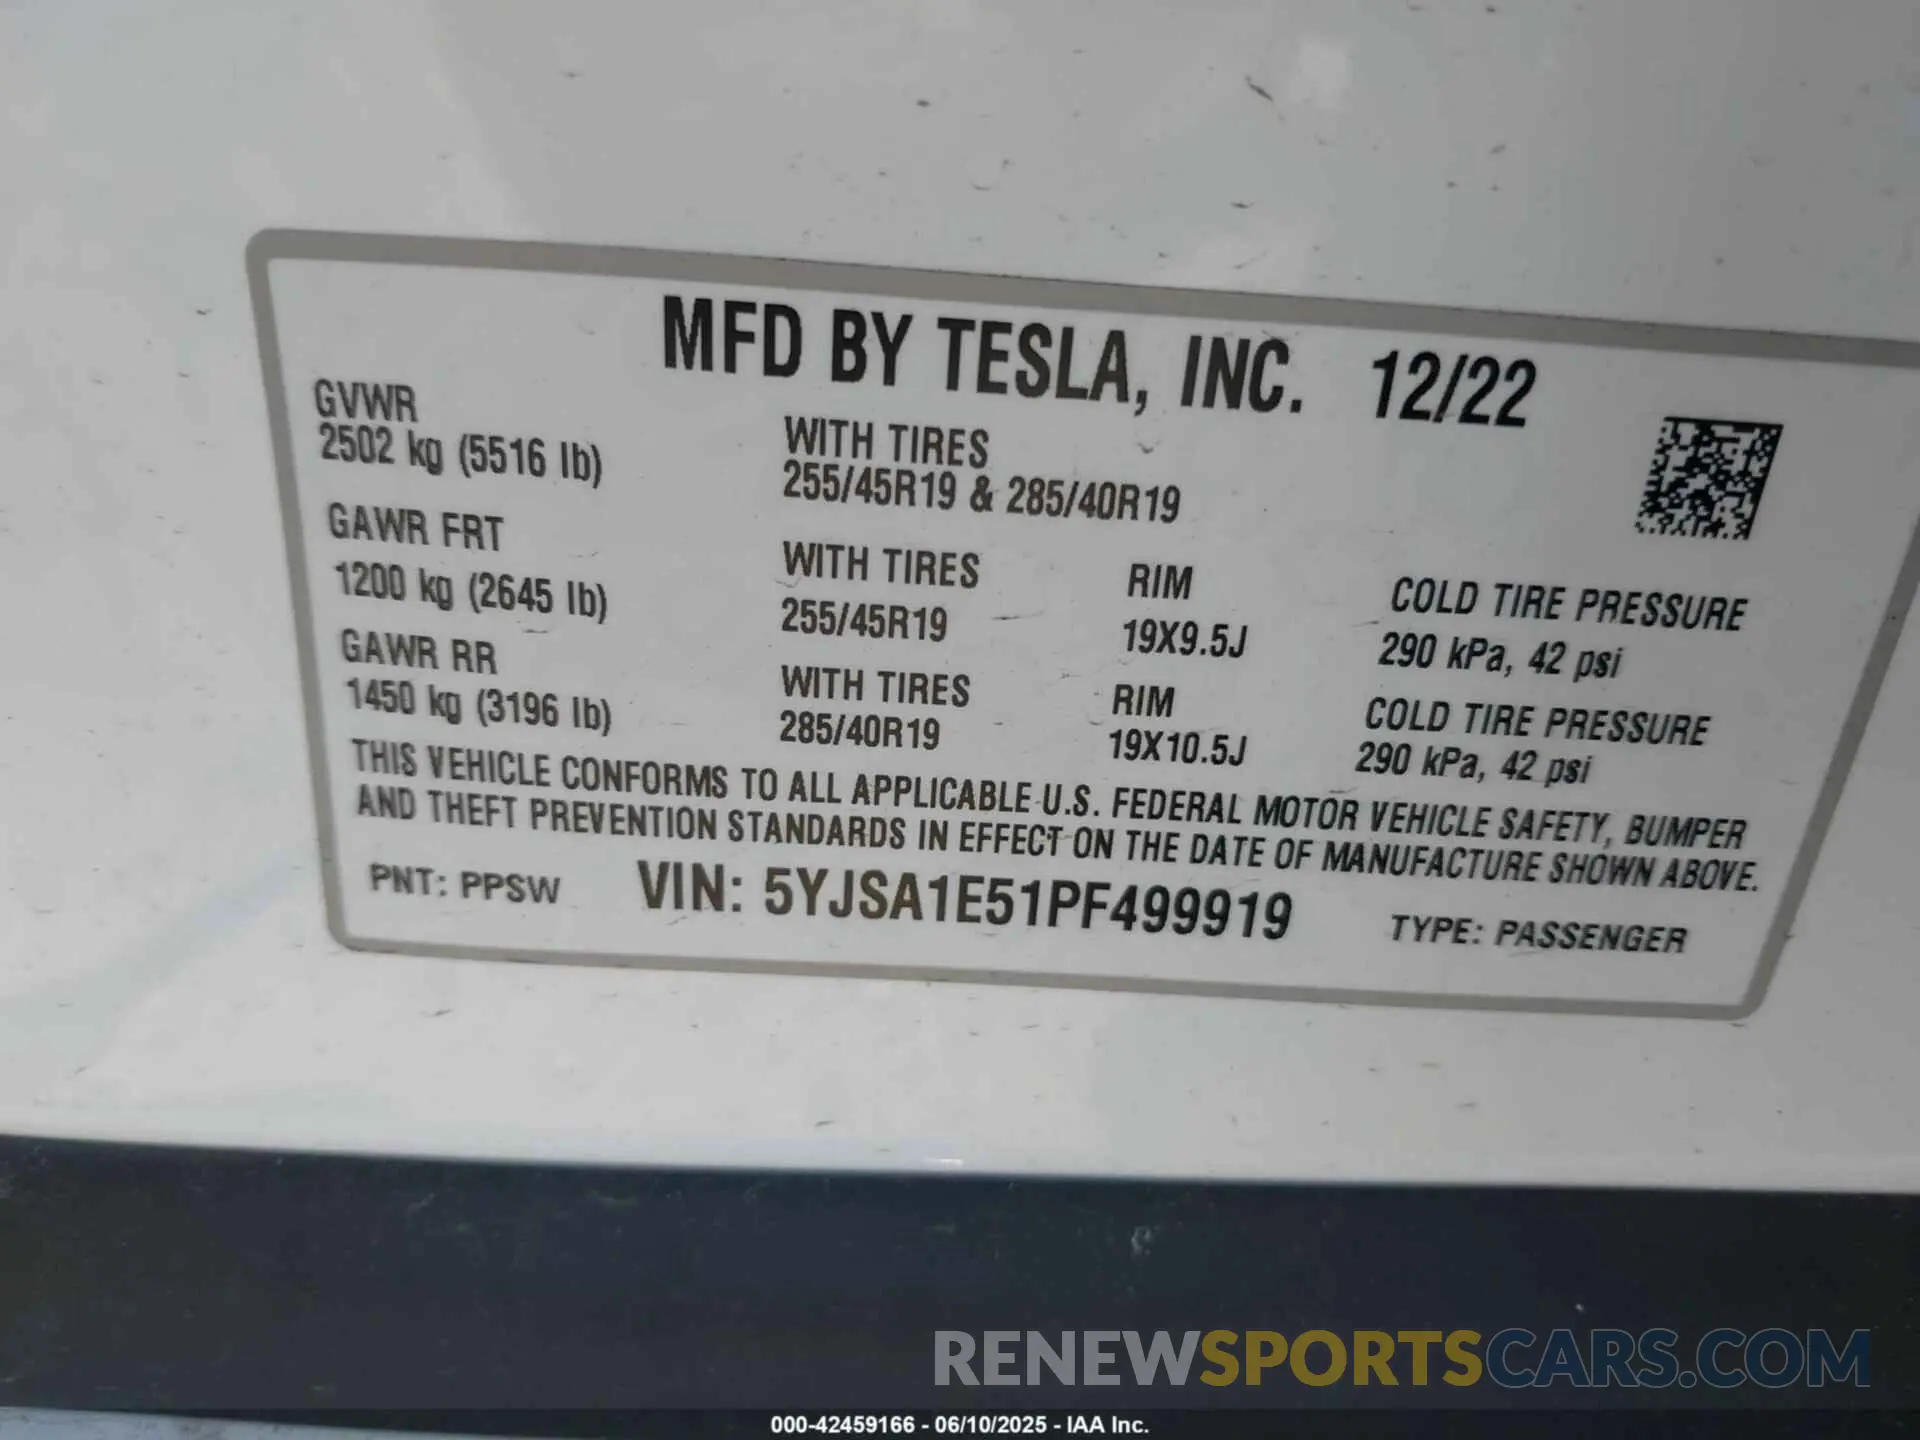 MFD BY TESLA, INC. 12/22
GVWR
2502 kg (5516 lb)
WITH TIRES
255/45R19 & 285/40R19
GAWR FRT
1200 kg (2645 lb)
WITH TIRES
255/45R19
RIM
19X9.5J
COLD TIRE PRESSURE
290 kPa, 42 psi
GAWR RR
1450 kg (3196 lb)
WITH TIRES
285/40R19
RIM
19X10.5J
COLD TIRE PRESSURE
290 kPa, 42 psi
THIS VEHICLE CONFORMS TO ALL APPLICABLE U.S. FEDERAL MOTOR VEHICLE SAFETY, BUMPER
AND THEFT PREVENTION STANDARDS IN EFFECT ON THE DATE OF MANUFACTURE SHOWN ABOVE.
PNT: PPSW VIN: 5YJSA1E51PF499919 TYPE: PASSENGER
RENEWSPORTSCARS.COM
000-42459166 - 06/10/2025 - IAA Inc.